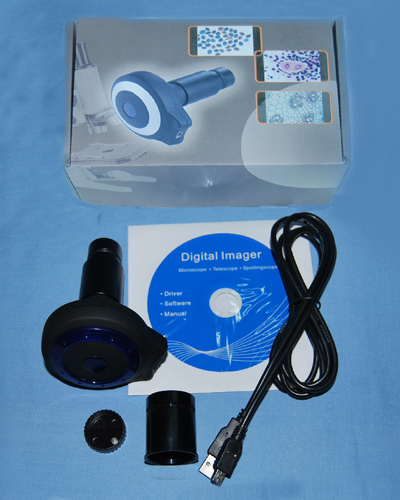 Digital Imager
Microscope • Telescope • Spottingscope
• Driver
• Software
• Manual